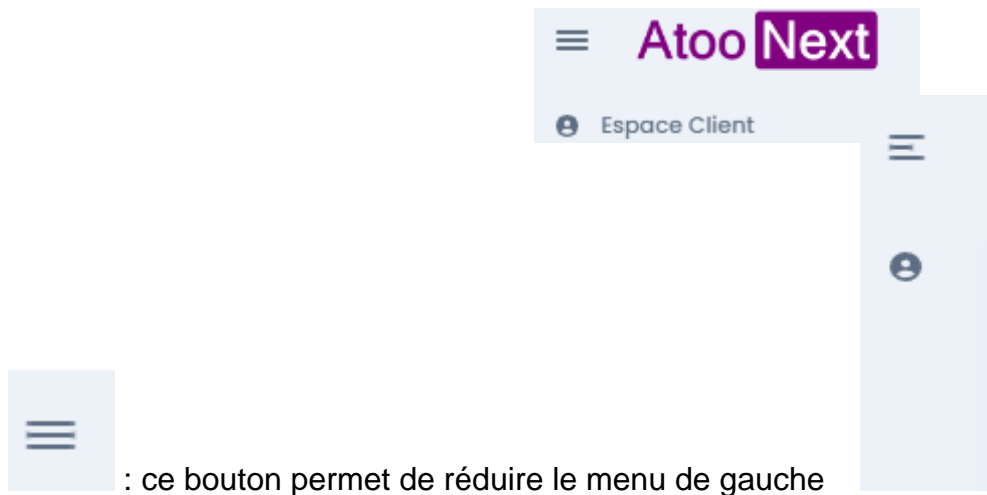 Atoo Next
Espace Client
: ce bouton permet de réduire le menu de gauche